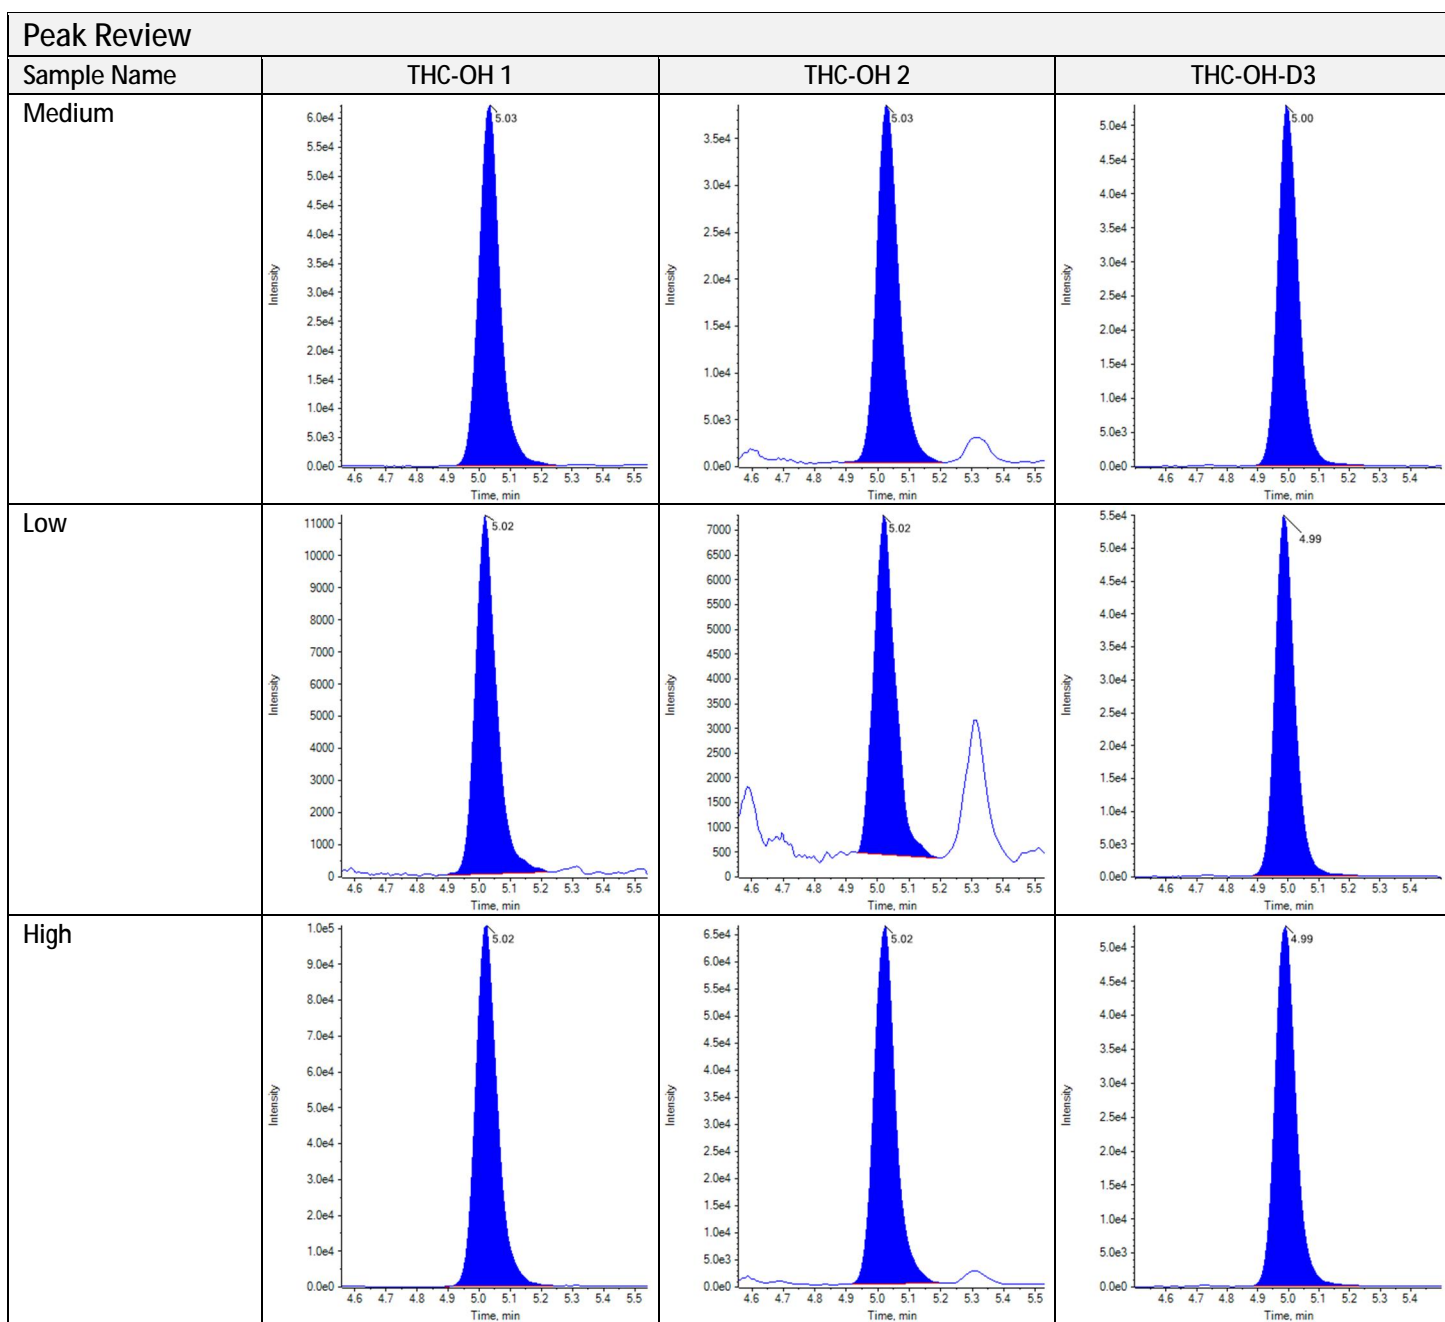 Peak Review
Sample Name THC-OH 1 THC-OH 2 THC-OH-D3
Medium
6.0e4
5.5e4
5.0e4
4.5e4
4.0e4
3.5e4
3.0e4
2.5e4
2.0e4
1.5e4
1.0e4
5.0e3
0.0e0
Intensity
5.03
4.6 4.7 4.8 4.9 5.0 5.1 5.2 5.3 5.4 5.5
Time, min
3.5e4
3.0e4
2.5e4
2.0e4
1.5e4
1.0e4
5.0e3
0.0e0
Intensity
5.03
4.6 4.7 4.8 4.9 5.0 5.1 5.2 5.3 5.4 5.5
Time, min
5.0e4
4.5e4
4.0e4
3.5e4
3.0e4
2.5e4
2.0e4
1.5e4
1.0e4
5.0e3
0.0e0
Intensity
5.00
4.6 4.7 4.8 4.9 5.0 5.1 5.2 5.3 5.4
Time, min
Low
11000
10000
9000
8000
7000
6000
5000
4000
3000
2000
1000
0
Intensity
5.02
4.6 4.7 4.8 4.9 5.0 5.1 5.2 5.3 5.4 5.5
Time, min
7000
6500
6000
5500
5000
4500
4000
3500
3000
2500
2000
1500
1000
500
0
Intensity
5.02
4.6 4.7 4.8 4.9 5.0 5.1 5.2 5.3 5.4 5.5
Time, min
5.5e4
5.0e4
4.5e4
4.0e4
3.5e4
3.0e4
2.5e4
2.0e4
1.5e4
1.0e4
5.0e3
0.0e0
Intensity
4.99
4.6 4.7 4.8 4.9 5.0 5.1 5.2 5.3 5.4
Time, min
High
1.0e5
9.0e4
8.0e4
7.0e4
6.0e4
5.0e4
4.0e4
3.0e4
2.0e4
1.0e4
0.0e0
Intensity
5.02
4.6 4.7 4.8 4.9 5.0 5.1 5.2 5.3 5.4 5.5
Time, min
6.5e4
6.0e4
5.5e4
5.0e4
4.5e4
4.0e4
3.5e4
3.0e4
2.5e4
2.0e4
1.5e4
1.0e4
5.0e3
0.0e0
Intensity
5.02
4.6 4.7 4.8 4.9 5.0 5.1 5.2 5.3 5.4 5.5
Time, min
5.0e4
4.5e4
4.0e4
3.5e4
3.0e4
2.5e4
2.0e4
1.5e4
1.0e4
5.0e3
0.0e0
Intensity
4.99
4.6 4.7 4.8 4.9 5.0 5.1 5.2 5.3 5.4
Time, min